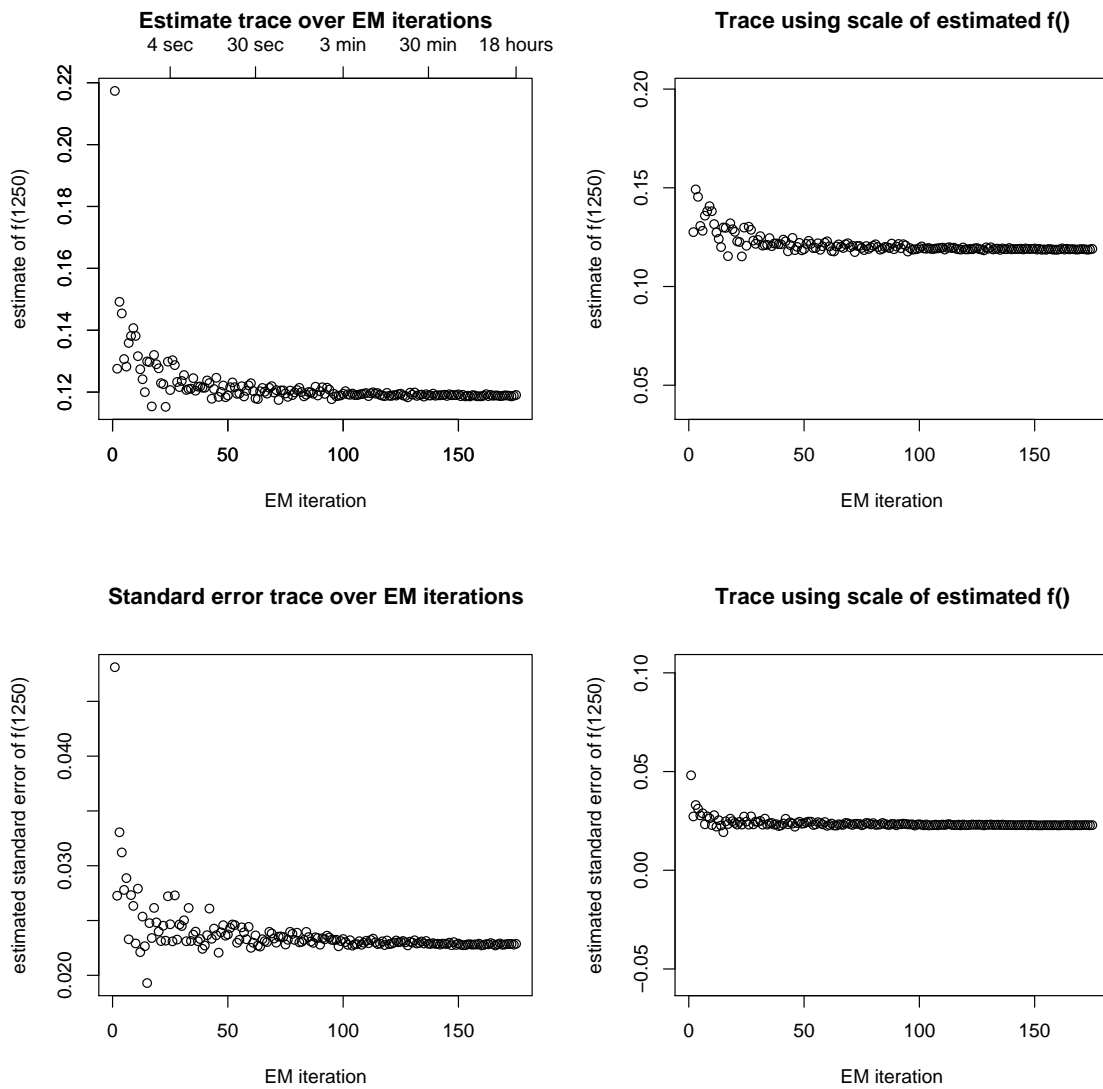 Estimate trace over EM iterations
4 sec 30 sec 3 min 30 min 18 hours
0.22
0.20
0.18
0.16
0.14
0.12
estimate of f(1250)
0 50 100 150
EM iteration
Trace using scale of estimated f()
0.20
0.15
0.10
0.05
estimate of f(1250)
0 50 100 150
EM iteration
Standard error trace over EM iterations
0.040
0.030
0.020
estimated standard error of f(1250)
0 50 100 150
EM iteration
Trace using scale of estimated f()
0.10
0.05
0.00
−0.05
estimated standard error of f(1250)
0 50 100 150
EM iteration